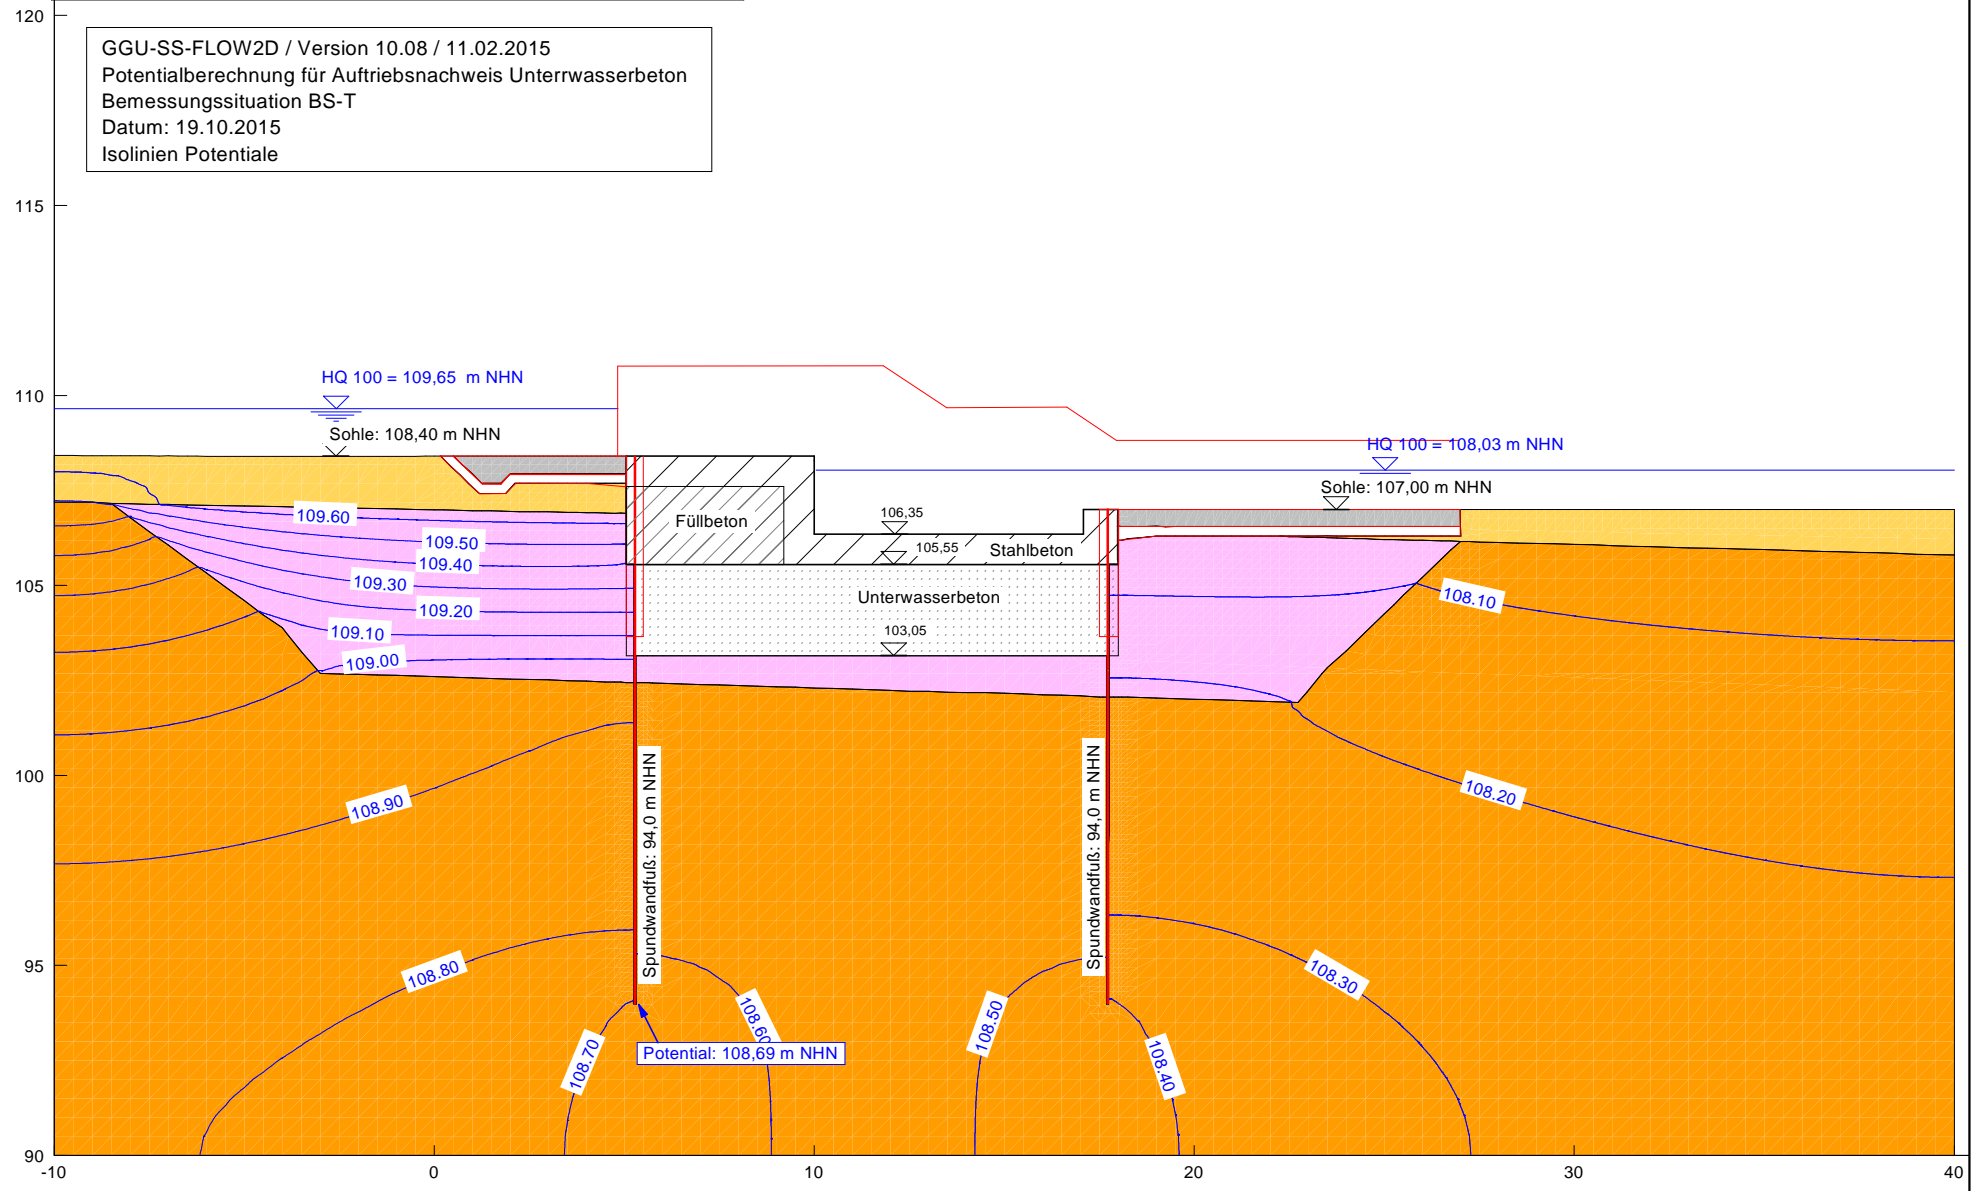 120
GGU-SS-FLOW2D / Version 10.08 / 11.02.2015
Potentialberechnung für Auftriebsnachweis Unterrwasserbeton
Bemessungssituation BS-T
Datum: 19.10.2015
Isolinien Potentiale
115
HQ 100 = 109,65 m NHN
110
Sohle: 108,40 m NHN
HQ 100 = 108,03 m NHN
Sohle: 107,00 m NHN
109.60
Füllbeton
106,35
109.50
105,55
Stahlbeton
109.40
105
109.30
Unterwasserbeton
108.10
109.20
109.10
103,05
109.00
100
108.90
Spundwandfuß: 94,0 m NHN
Spundwandfuß: 94,0 m NHN
108.20
95
108.80
108.30
108.60
108.50
108.70
Potential: 108,69 m NHN
108.40
90
-10
0
10
20
30
40